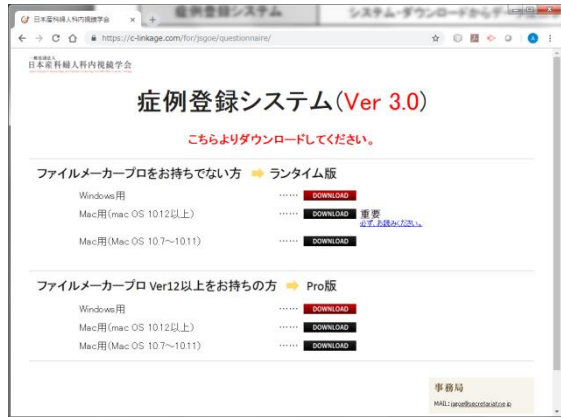 日本産科婦人科内視鏡学会
https://c-linkage.com/for/jsgoe/questionnaire/
一般社団法人
日本産科婦人科内視鏡学会
症例登録システム(Ver 3.0)
こちらよりダウンロードしてください。
ファイルメーカープロをお持ちでない方 ➡ ランタイム版
Windows用 …… DOWNLOAD
Mac用(mac OS 10.12以上) …… DOWNLOAD 重要
必ず、お読みください。
Mac用(Mac OS 10.7～10.11) …… DOWNLOAD
ファイルメーカープロ Ver12以上をお持ちの方 ➡ Pro版
Windows用 …… DOWNLOAD
Mac用(mac OS 10.12以上) …… DOWNLOAD
Mac用(Mac OS 10.7～10.11) …… DOWNLOAD
事務局
MAIL: